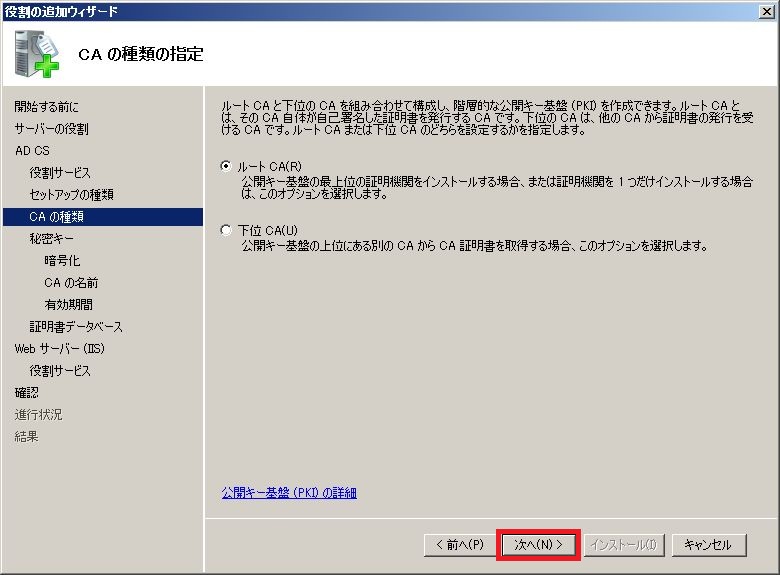 役割の追加ウィザード
CA の種類の指定
開始する前に
サーバーの役割
AD CS
役割サービス
セットアップの種類
CA の種類
秘密キー
暗号化
CA の名前
有効期間
証明書データベース
Web サーバー (IIS)
役割サービス
確認
進行状況
結果
ルート CA と下位の CA を組み合わせて構成し、階層的な公開キー基盤 (PKI) を作成できます。ルート CA と
は、その CA 自体が自己署名した証明書を発行する CA です。下位の CA は、他の CA から証明書の発行を受
ける CA です。ルート CA または下位 CA のどちらを設定するかを指定します。
ルート CA(R)
公開キー基盤の最上位の証明機関をインストールする場合、または証明機関を 1 つだけインストールする場合
は、このオプションを選択します。
下位 CA(U)
公開キー基盤の上位にある別の CA から CA 証明書を取得する場合、このオプションを選択します。
公開キー基盤 (PKI) の詳細
< 前へ(P)
次へ(N) >
インストール(I)
キャンセル